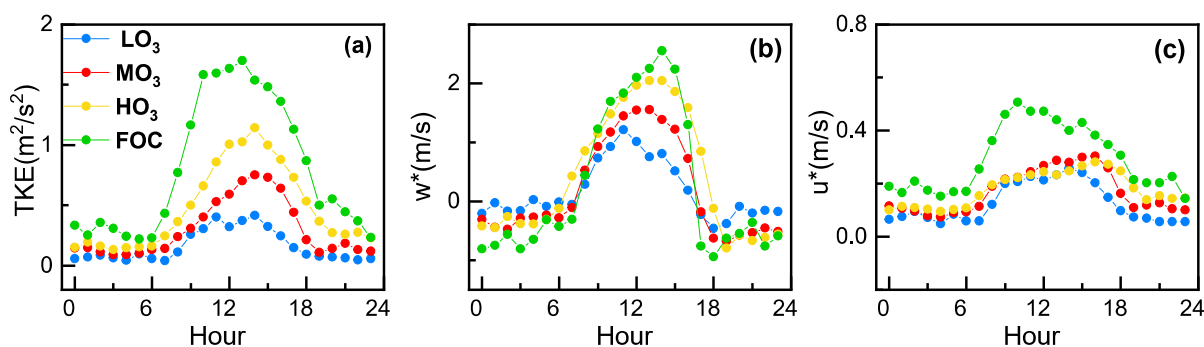 TKE(m²/s²)
2
1
0
LO₃
MO₃
HO₃
FOC
(a)
0 6 12 18 24
Hour
w*(m/s)
2
0
(b)
0 6 12 18 24
Hour
u*(m/s)
0.8
0.4
0.0
(c)
0 6 12 18 24
Hour